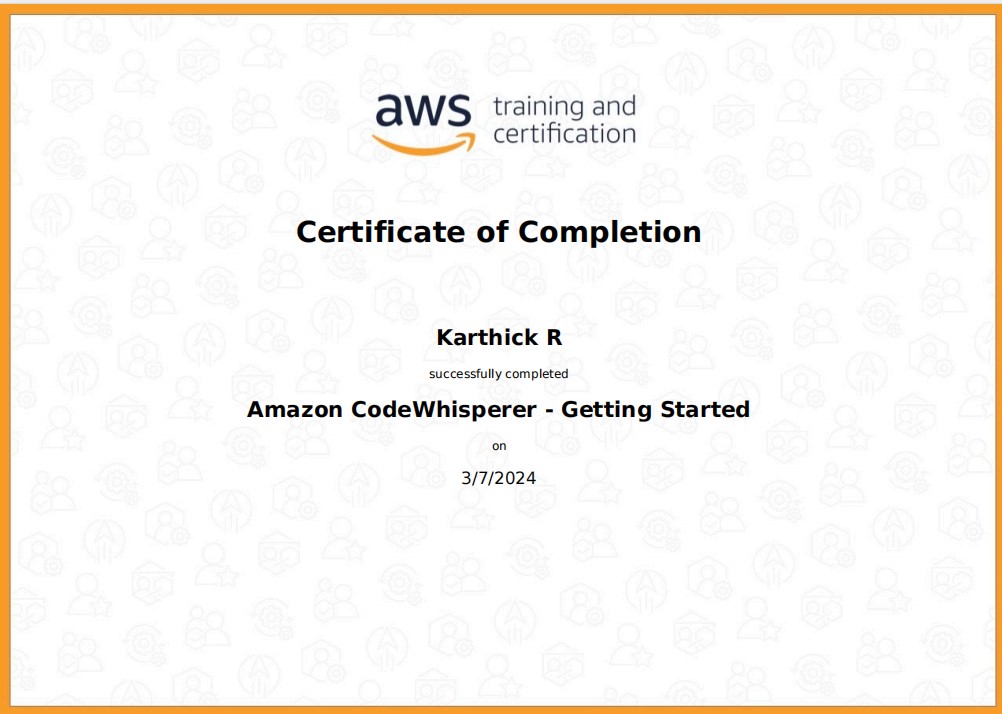 aws training and
certification
Certificate of Completion
Karthick R
successfully completed
Amazon CodeWhisperer - Getting Started
on
3/7/2024